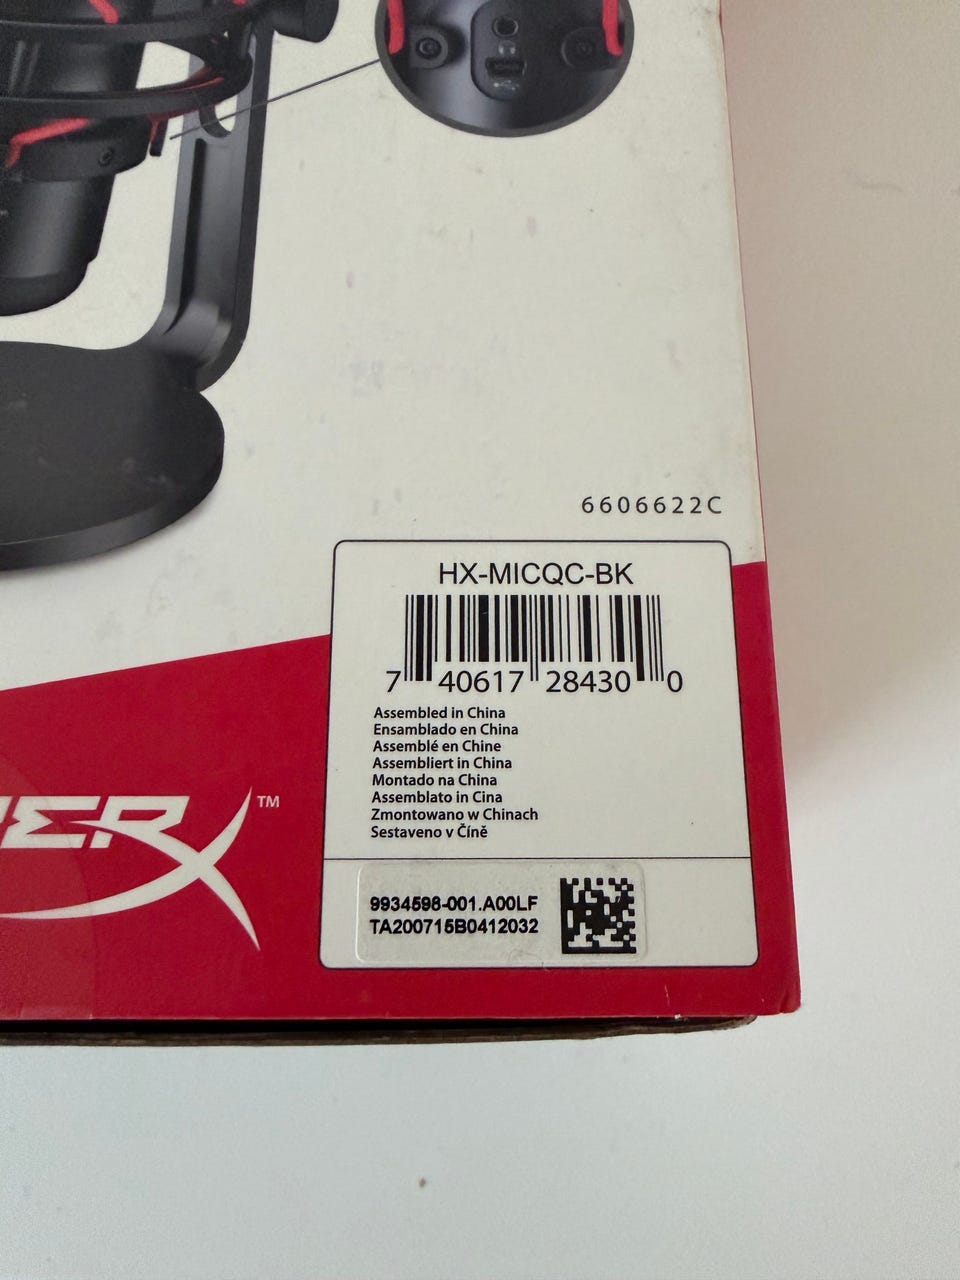 6606622C
HX-MICQC-BK
7 40617 28430 0
Assembled in China
Ensamblado en China
Assemblé en Chine
Assembliert in China
Montado na China
Assemblato in Cina
Zmontowano w Chinach
Sestaveno v Číně
ERX™
9934598-001.A00LF
TA200715B0412032